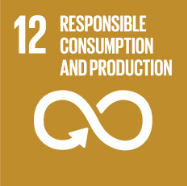 12 RESPONSIBLE
CONSUMPTION
AND PRODUCTION